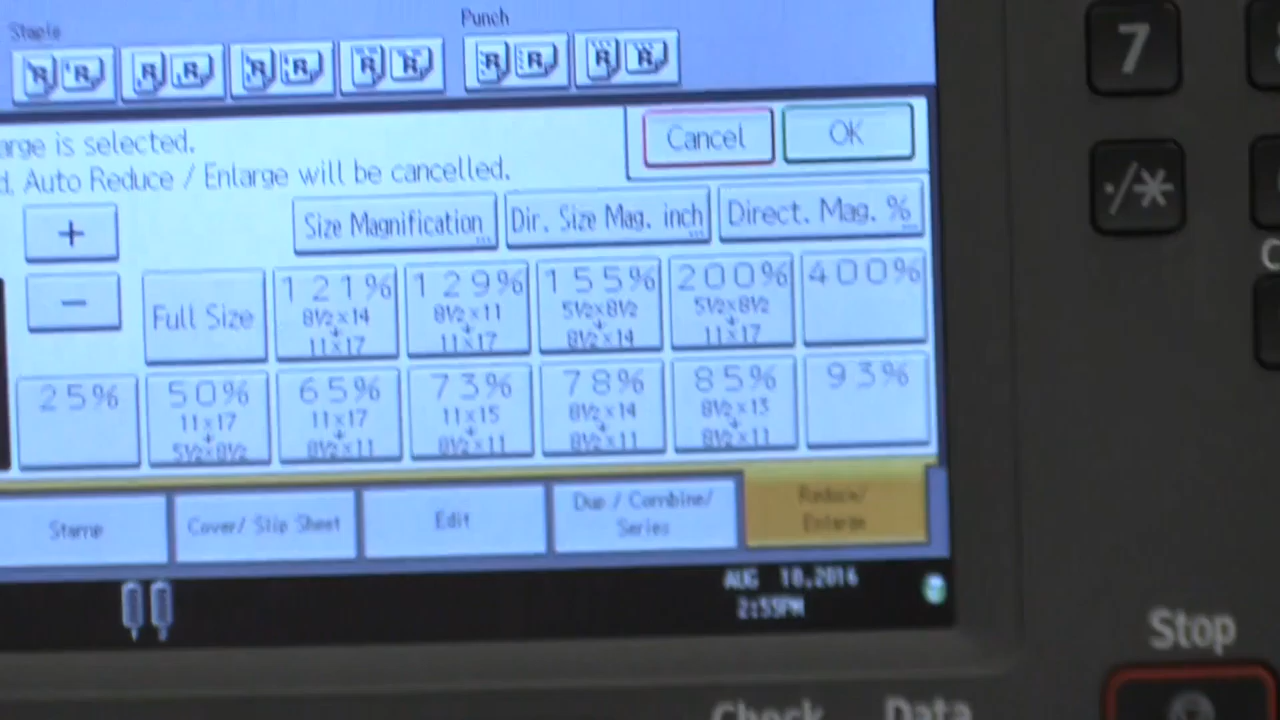 Staple
Punch
7
arge is selected.
d. Auto Reduce / Enlarge will be cancelled.
Cancel
OK
./*
+
Size Magnification
Dir. Size Mag. inch
Direct. Mag. %
−
Full Size
121%
8½×14
11×17
129%
8½×11
11×17
155%
5½×8½
8½×14
200%
5½×8½
11×17
400%
25%
50%
11×17
5½×8½
65%
11×17
8½×11
73%
11×15
8½×11
78%
8½×14
8½×11
85%
8½×13
8½×11
93%
Stamp
Cover/ Slip Sheet
Edit
Dup / Combine/
Series
Reduce/
Enlarge
AUG 10,2016
2:55PM
Stop
Check
Data